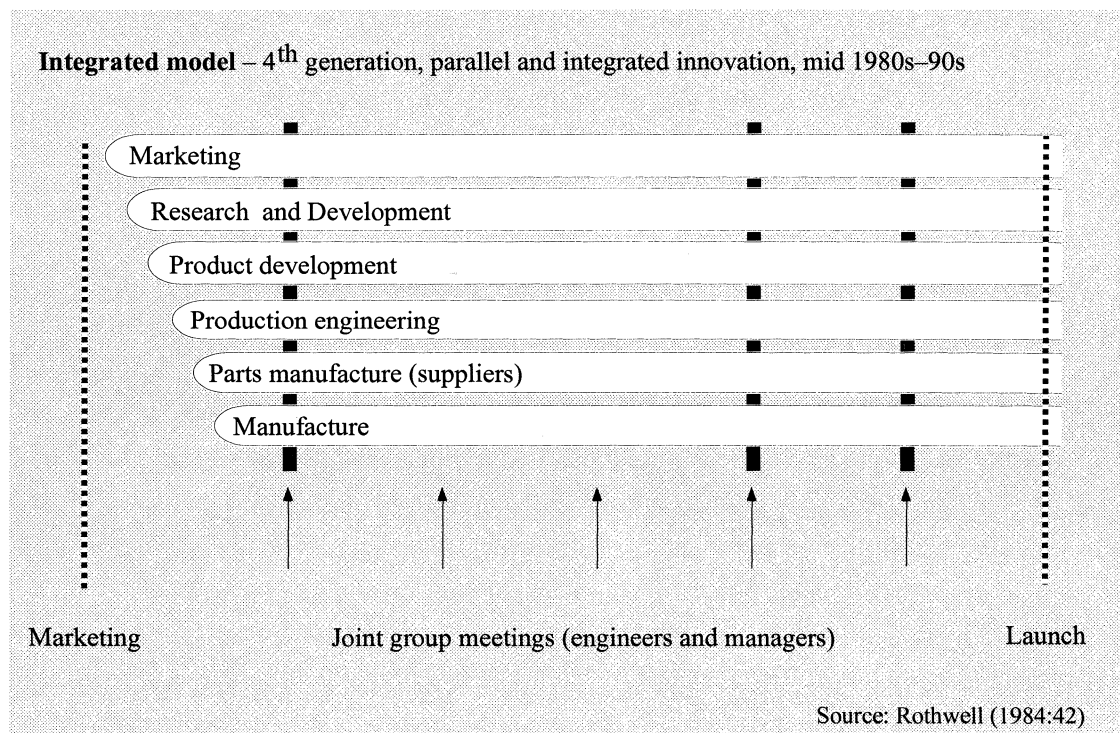 Integrated model – 4th generation, parallel and integrated innovation, mid 1980s–90s
Marketing
Research and Development
Product development
Production engineering
Parts manufacture (suppliers)
Manufacture
Marketing
Joint group meetings (engineers and managers)
Launch
Source: Rothwell (1984:42)